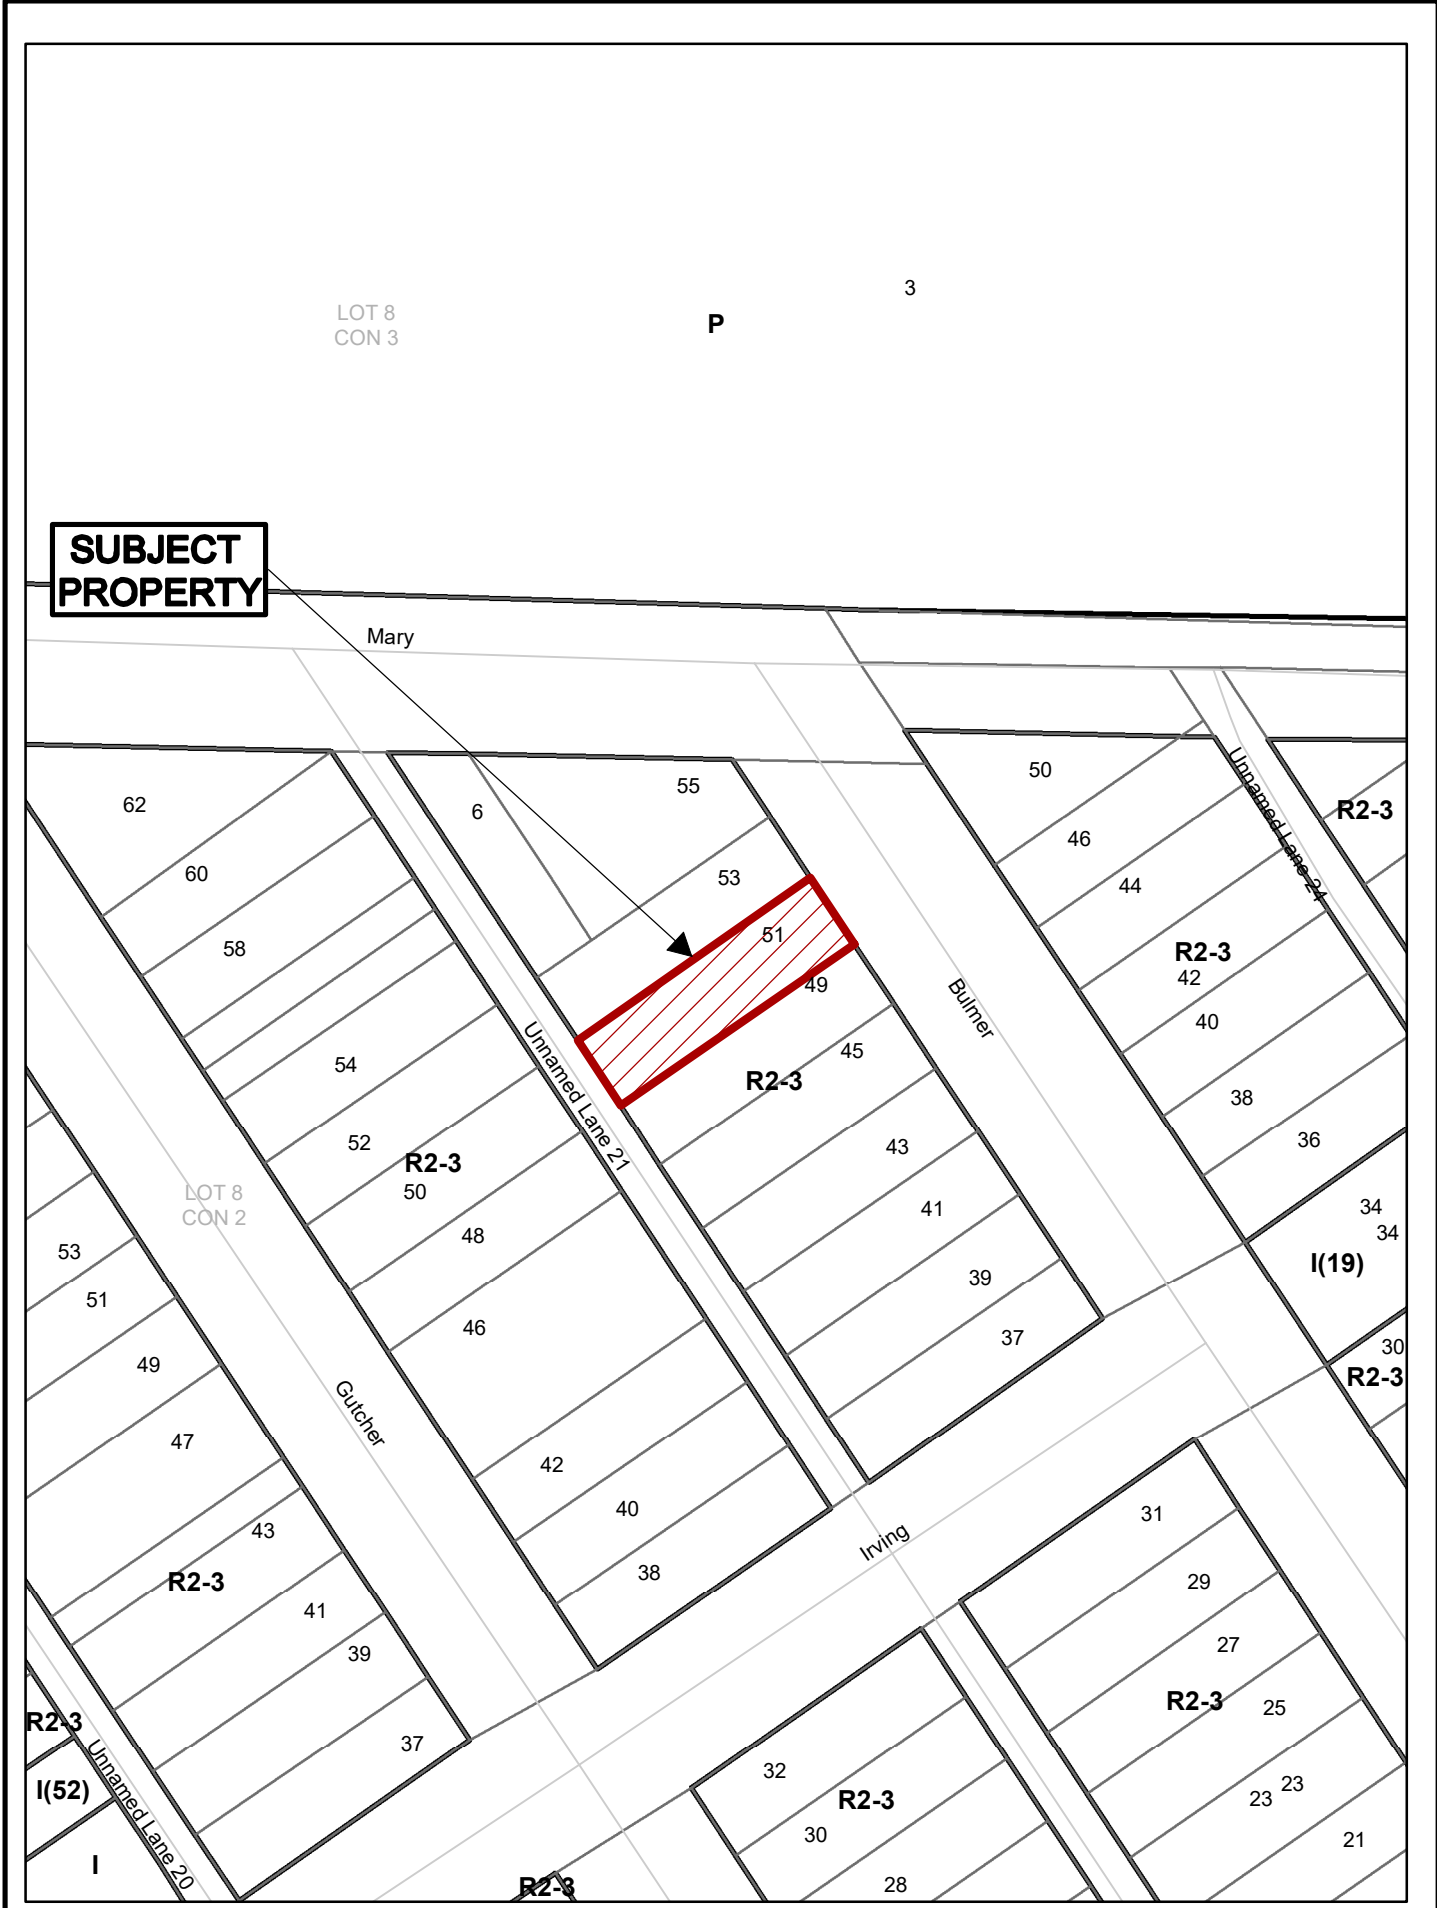 3
LOT 8
CON 3
P
SUBJECT
PROPERTY
Mary
62
6
55
50
Unnamed Lane 24
R2-3
46
60
53
44
58
51
R2-3
42
49
Bulmer
40
54
Unnamed Lane 21
45
R2-3
38
52
R2-3
50
43
36
LOT 8
CON 2
41
34
34
48
I(19)
53
39
51
46
37
30
R2-3
49
Gutcher
47
42
40
31
43
Irving
38
29
R2-3
41
27
39
R2-3
25
R2-3
37
32
23
23
I(52)
Unnamed Lane 20
R2-3
30
21
I
R2-3
28